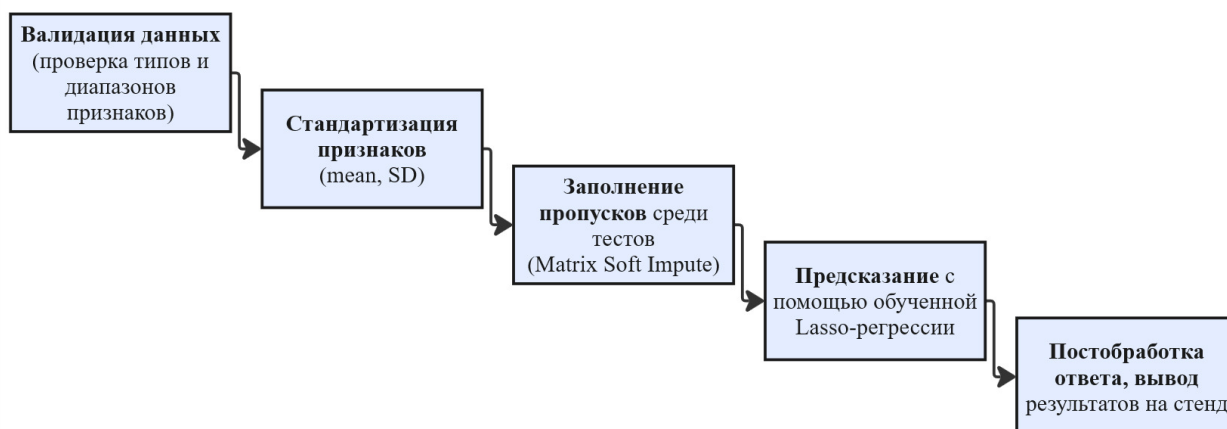 Валидация данных
(проверка типов и
диапазонов
признаков)
Стандартизация
признаков
(mean, SD)
Заполнение
пропусков среди
тестов
(Matrix Soft Impute)
Предсказание с
помощью обученной
Lasso-регрессии
Постобработка
ответа, вывод
результатов на стенд